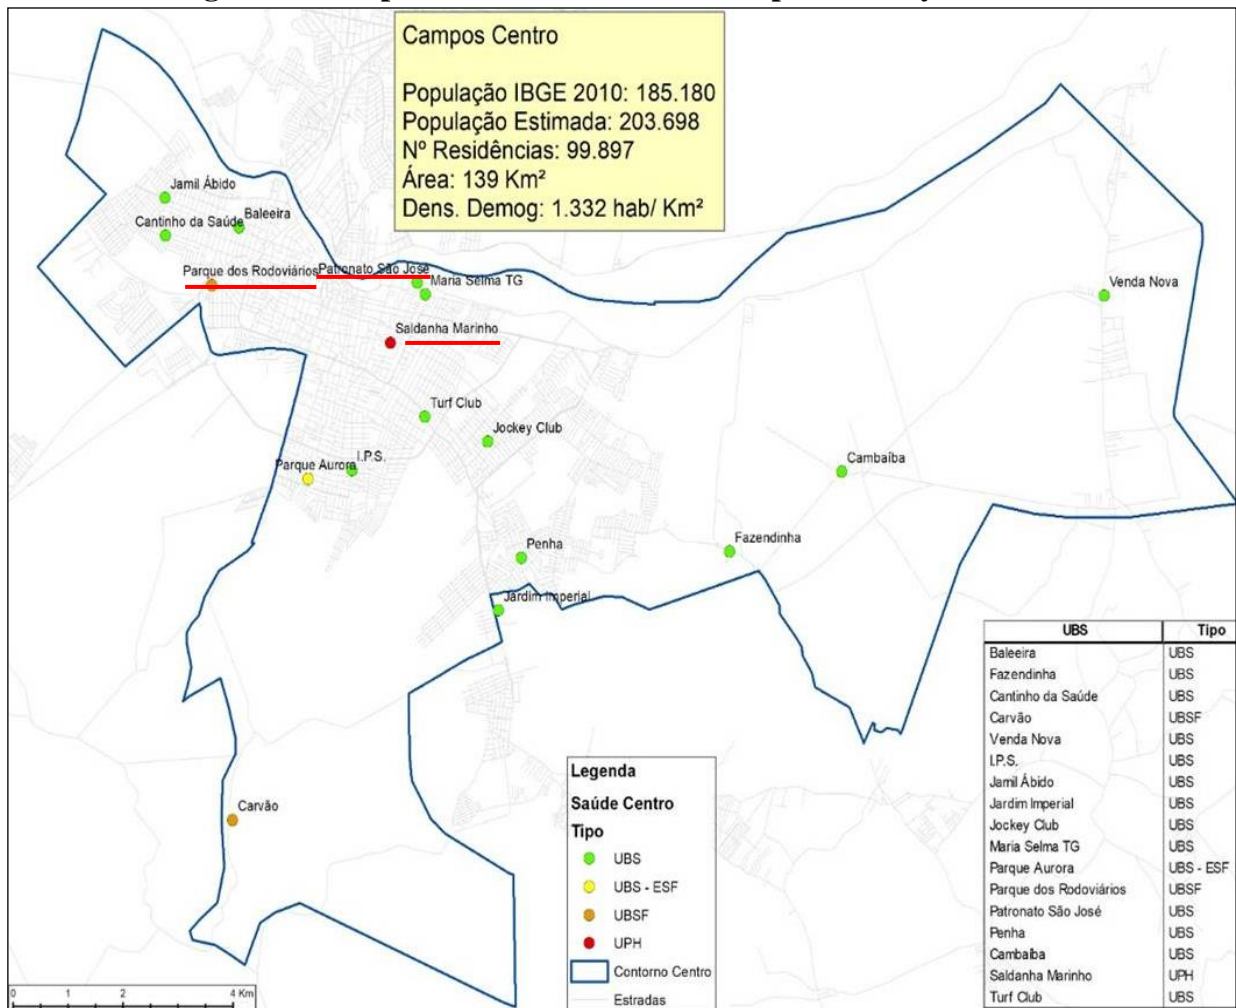 Campos Centro
População IBGE 2010: 185.180
População Estimada: 203.698
Nº Residências: 99.897
Área: 139 Km²
Dens. Demog: 1.332 hab/ Km²
Jamil Ábido
Cantinho da Saúde
Baleeira
Parque dos Rodoviários
Patronato São José
Maria Selma TG
Venda Nova
Saldanha Marinho
Turf Club
Jockey Club
I.P.S.
Parque Aurora
Cambaíba
Fazendinha
Penha
Jardim Imperial
Carvão
UBS Tipo
Baleeira UBS
Fazendinha UBS
Cantinho da Saúde UBS
Carvão UBSF
Venda Nova UBS
I.P.S. UBS
Jamil Ábido UBS
Jardim Imperial UBS
Jockey Club UBS
Maria Selma TG UBS
Parque Aurora UBS - ESF
Parque dos Rodoviários UBSF
Patronato São José UBS
Penha UBS
Cambaíba UBS
Saldanha Marinho UPH
Turf Club UBS
Legenda
Saúde Centro
Tipo
UBS
UBS - ESF
UBSF
UPH
Contorno Centro
Estradas
0 1 2 4 Km